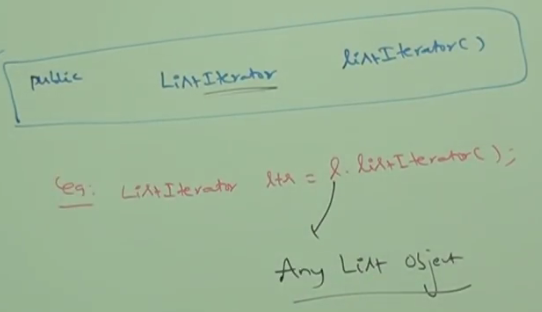 public ListIterator listIterator()
eg: ListIterator ltr = l.listIterator();
Any List Object